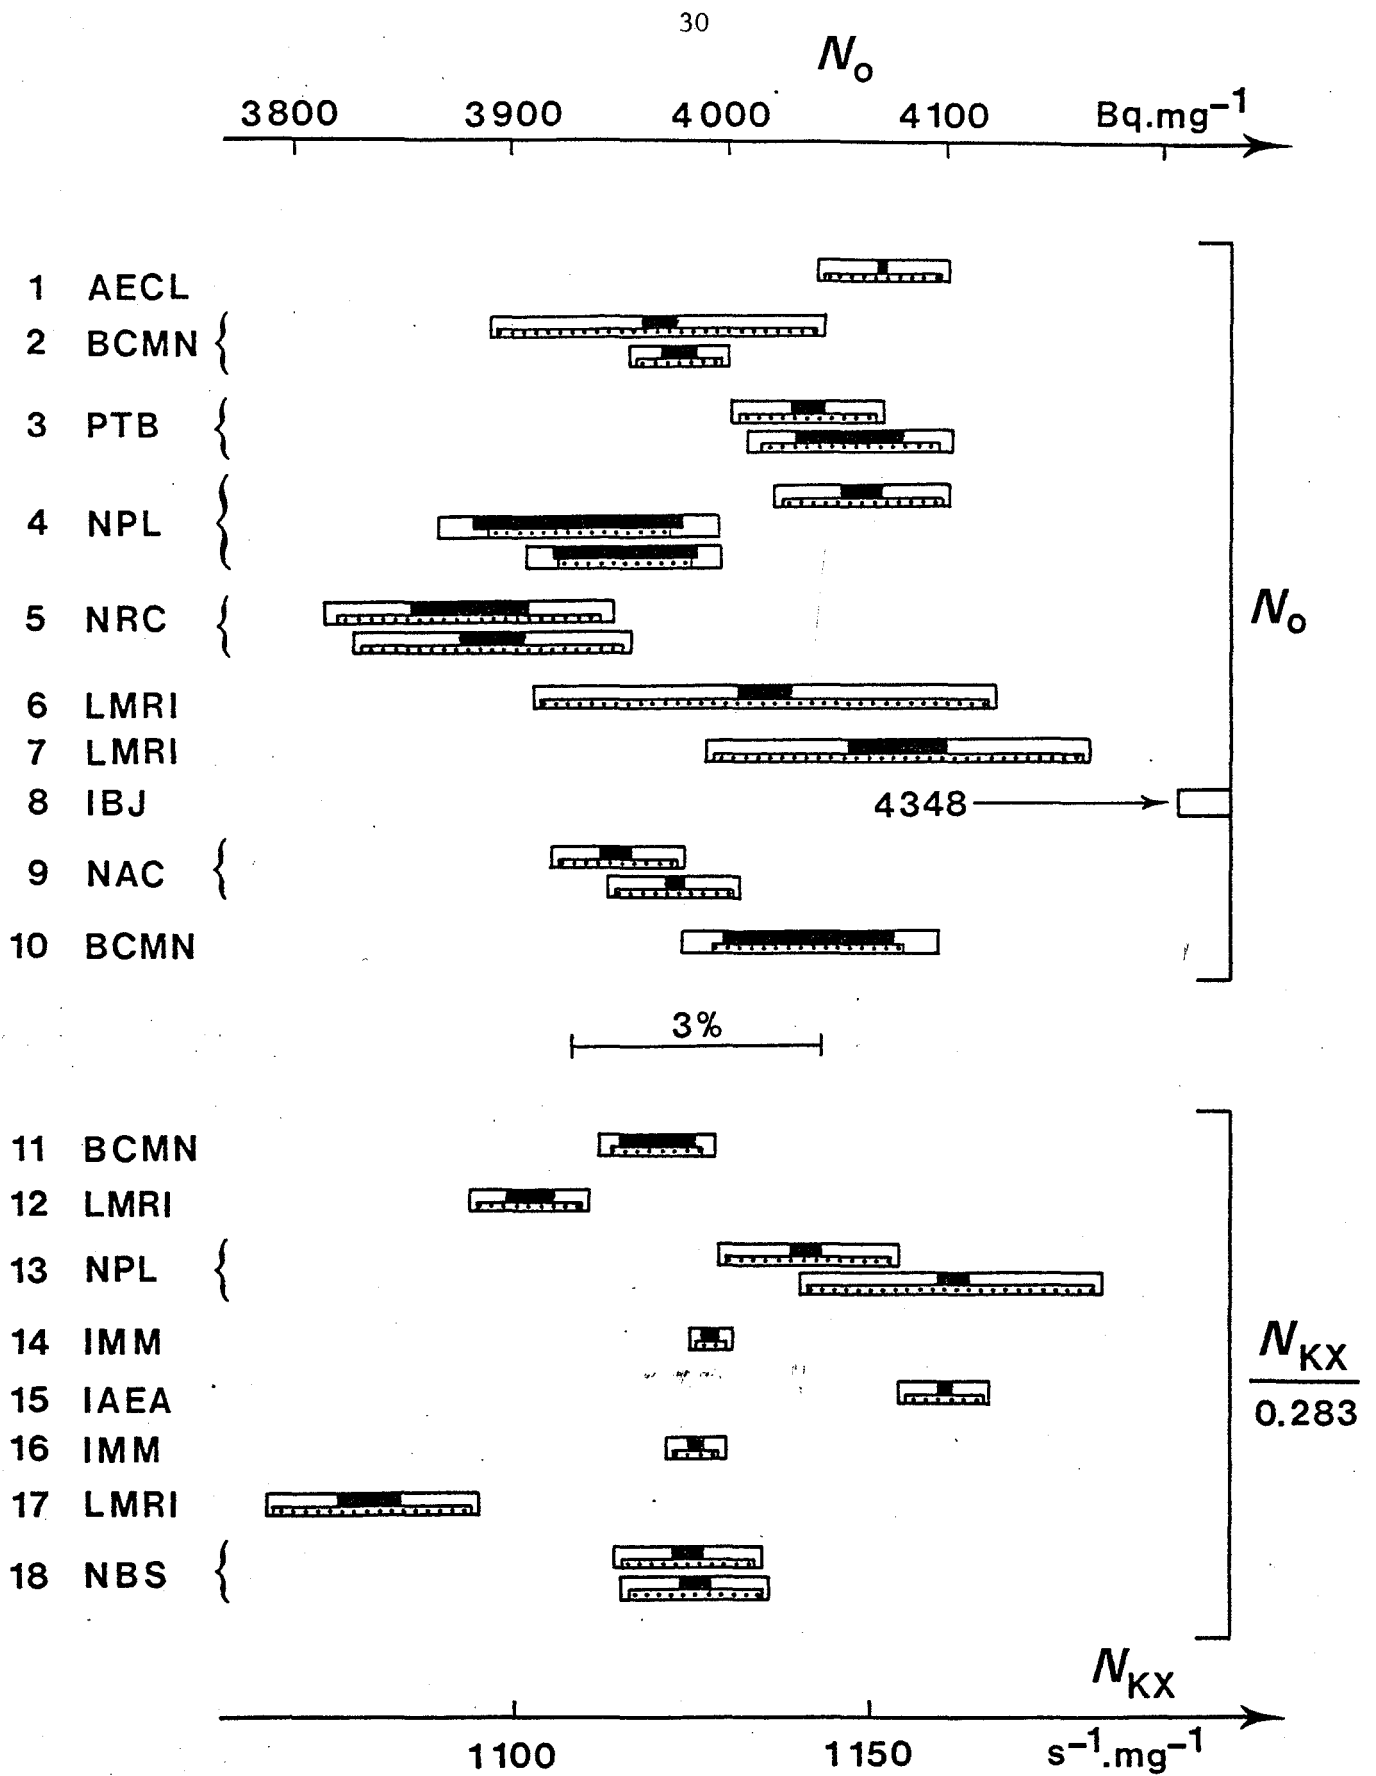 30
N₀
3800 3900 4000 4100 Bq.mg⁻¹
1 AECL
2 BCMN {
3 PTB {
4 NPL {
5 NRC {
N₀
6 LMRI
7 LMRI
8 IBJ 4348
9 NAC {
10 BCMN
3%
11 BCMN
12 LMRI
13 NPL {
14 IMM
N_KX
15 IAEA
0.283
16 IMM
17 LMRI
18 NBS {
N_KX
1100 1150 s⁻¹.mg⁻¹